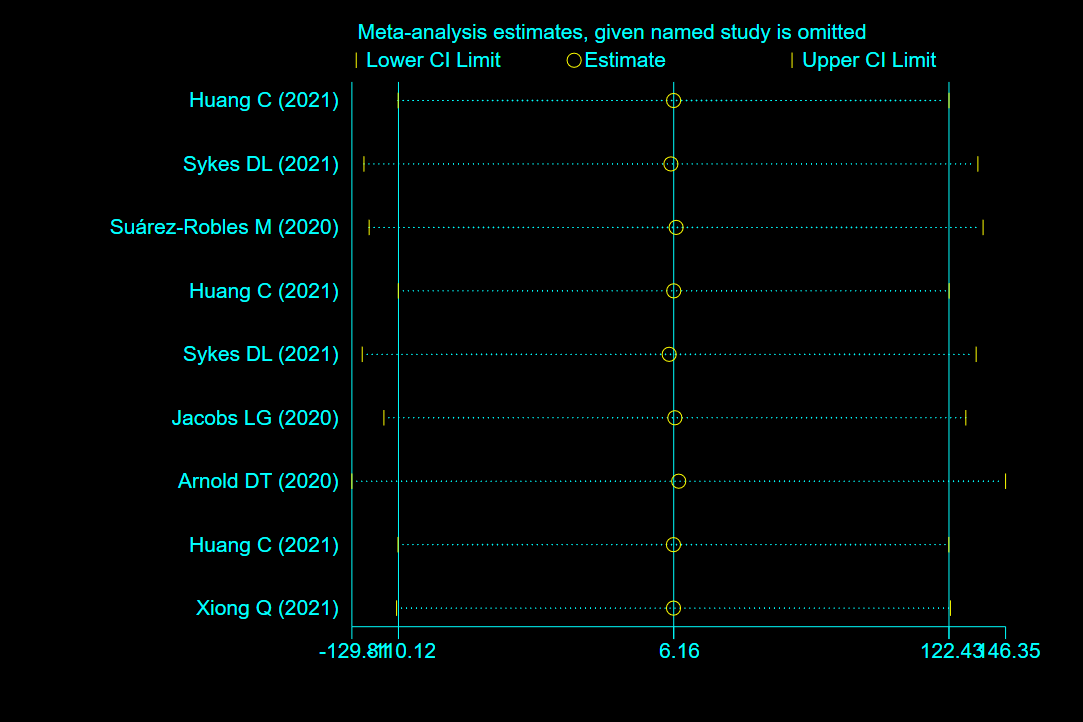 Meta-analysis estimates, given named study is omitted
| Lower CI Limit ○ Estimate | Upper CI Limit
Huang C (2021)
Sykes DL (2021)
Suárez-Robles M (2020)
Huang C (2021)
Sykes DL (2021)
Jacobs LG (2020)
Arnold DT (2020)
Huang C (2021)
Xiong Q (2021)
-129.81 -110.12 6.16 122.43 146.35